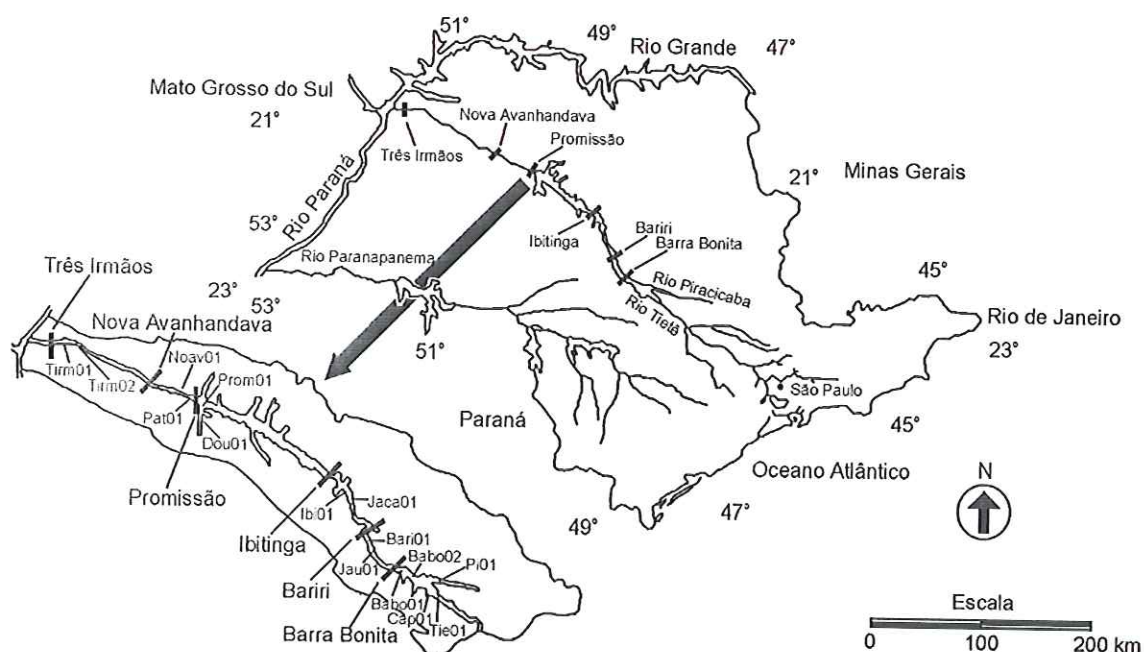 51°
49°
Rio Grande
47°
Mato Grosso do Sul
21°
Nova Avanhandava
Promissão
Três Irmãos
Minas Gerais
21°
Rio Paraná
53°
Ibitinga
Bariri
Barra Bonita
Rio Paranapanema
Rio Piracicaba
Rio Tietê
45°
Três Irmãos
23°
53°
Rio de Janeiro
23°
Nova Avanhandava
51°
Noav01
Tirm01
Tirm02
Prom01
São Paulo
Pat01
Dou01
Paraná
45°
Promissão
Oceano Atlântico
N
Ibi01
Jaca01
47°
49°
Ibitinga
Bari01
Jau01
Babo02
Pi01
Bariri
Babo01
Cap01
Tie01
Barra Bonita
Escala
0 100 200 km